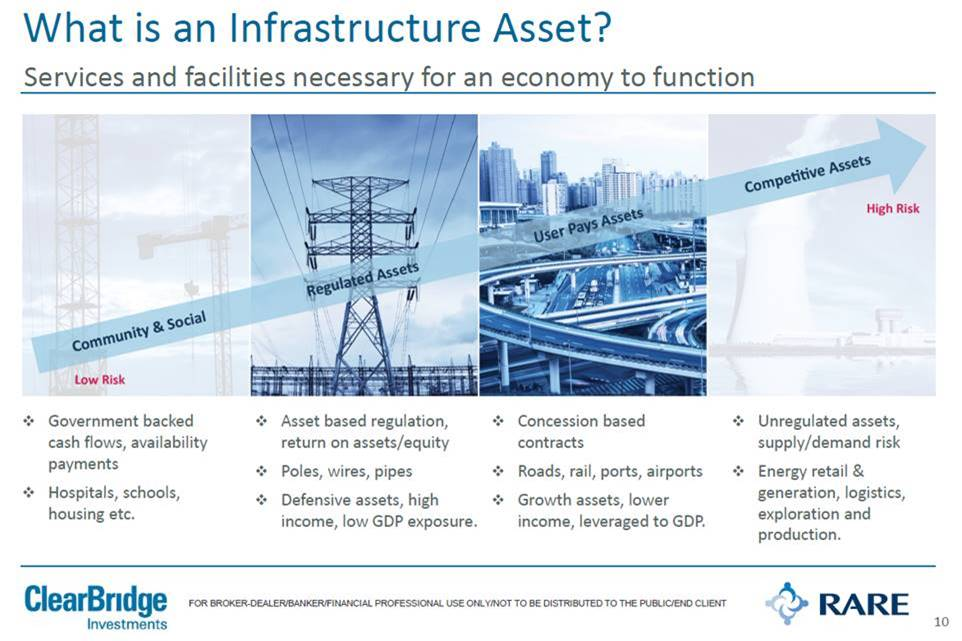 What is an Infrastructure Asset?
Services and facilities necessary for an economy to function
Community & Social
Low Risk
Regulated Assets
User Pays Assets
Competitive Assets
High Risk
❖ Government backed
cash flows, availability
payments
❖ Hospitals, schools,
housing etc.
❖ Asset based regulation,
return on assets/equity
❖ Poles, wires, pipes
❖ Defensive assets, high
income, low GDP exposure.
❖ Concession based
contracts
❖ Roads, rail, ports, airports
❖ Growth assets, lower
income, leveraged to GDP.
❖ Unregulated assets,
supply/demand risk
❖ Energy retail &
generation, logistics,
exploration and
production.
ClearBridge
Investments
FOR BROKER-DEALER/BANKER/FINANCIAL PROFESSIONAL USE ONLY/NOT TO BE DISTRIBUTED TO THE PUBLIC/END CLIENT
RARE
10